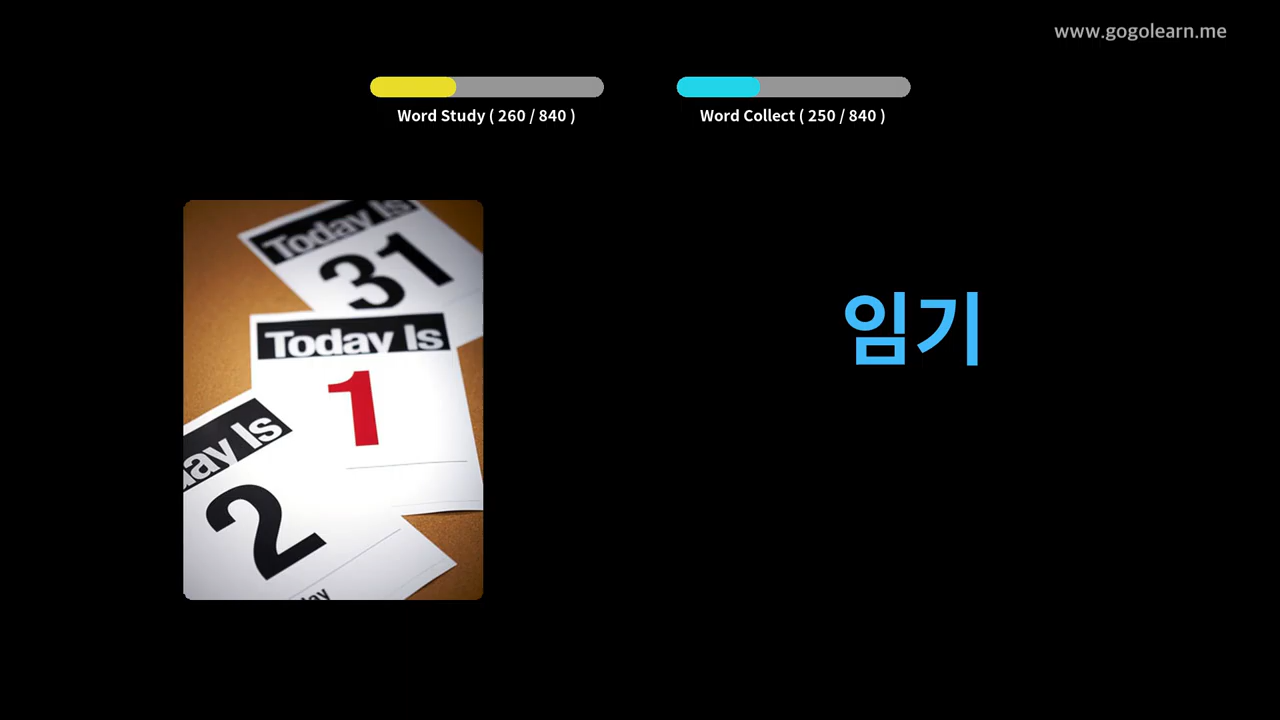 www.gogolearn.me
Word Study ( 260 / 840 )
Word Collect ( 250 / 840 )
Today Is
31
Today Is
1
ay Is
2
임기